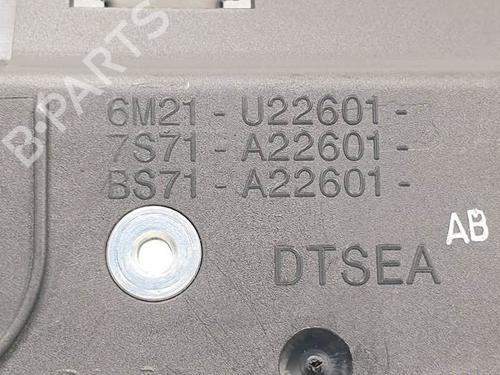 B-PARTS
6M21 - U22601 -
7S71 - A22601 -
BS71 - A22601 -
AB
DTSEA